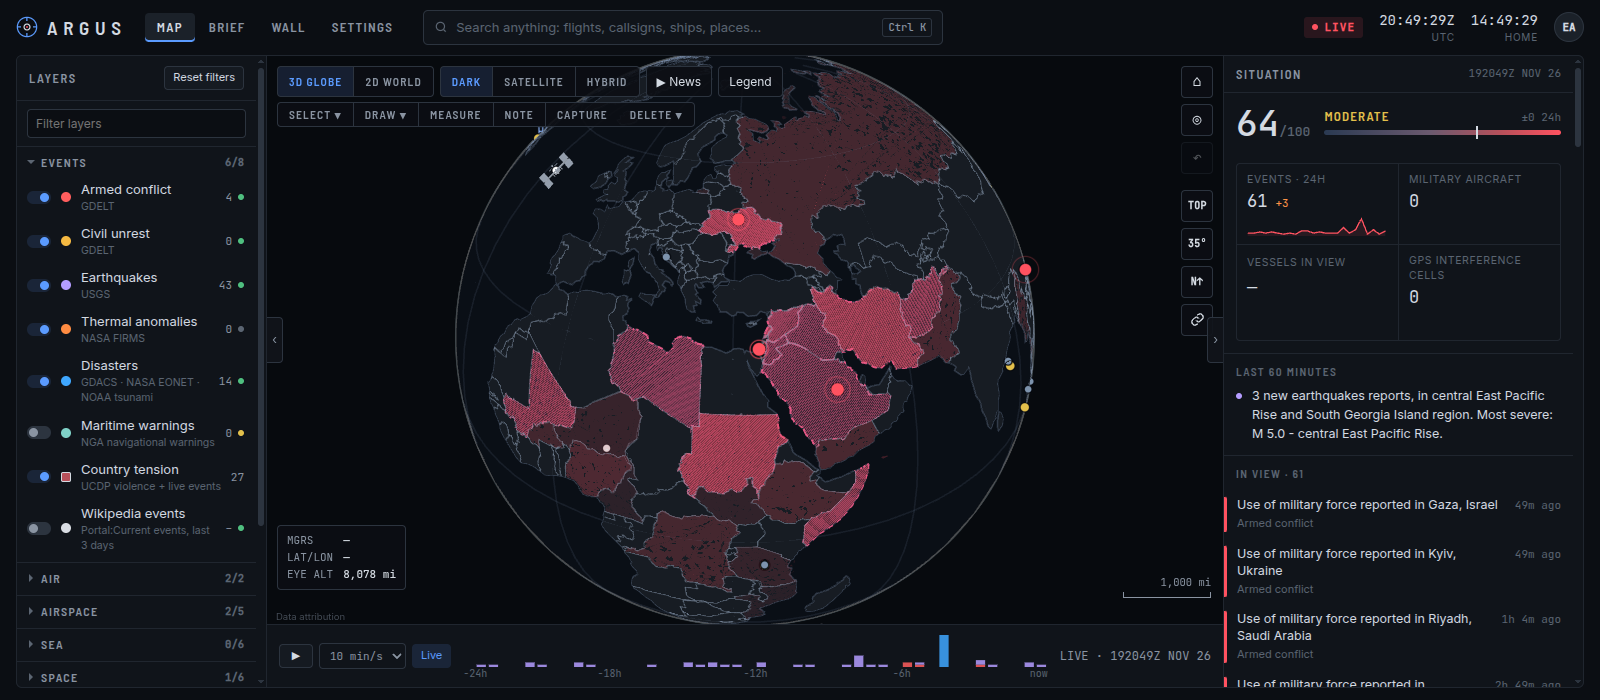 ARGUS
MAP
BRIEF
WALL
SETTINGS
Search anything: flights, callsigns, ships, places...
Ctrl K
LIVE
20:49:29Z
UTC
14:49:29
HOME
EA
LAYERS
Reset filters
Filter layers
EVENTS 6/8
Armed conflict
GDELT
4
Civil unrest
GDELT
0
Earthquakes
USGS
43
Thermal anomalies
NASA FIRMS
0
Disasters
GDACS · NASA EONET ·
NOAA tsunami
14
Maritime warnings
NGA navigational warnings
0
Country tension
UCDP violence + live events
27
Wikipedia events
Portal:Current events, last
3 days
–
AIR 2/2
AIRSPACE 2/5
SEA 0/6
SPACE 1/6
3D GLOBE
2D WORLD
DARK
SATELLITE
HYBRID
▶ News
Legend
SELECT ▾
DRAW ▾
MEASURE
NOTE
CAPTURE
DELETE ▾
TOP
35°
N↑
MGRS —
LAT/LON —
EYE ALT 8,078 mi
Data attribution
1,000 mi
▶
10 min/s
Live
-24h
-18h
-12h
-6h
now
LIVE · 192049Z NOV 26
SITUATION
192049Z NOV 26
64/100
MODERATE
±0 24h
EVENTS · 24H
61 +3
MILITARY AIRCRAFT
0
VESSELS IN VIEW
—
GPS INTERFERENCE
CELLS
0
LAST 60 MINUTES
3 new earthquakes reports, in central East Pacific
Rise and South Georgia Island region. Most severe:
M 5.0 - central East Pacific Rise.
IN VIEW · 61
Use of military force reported in Gaza, Israel
49m ago
Armed conflict
Use of military force reported in Kyiv,
Ukraine
49m ago
Armed conflict
Use of military force reported in Riyadh,
Saudi Arabia
1h 4m ago
Armed conflict
Use of military force reported in
2h 49m ago